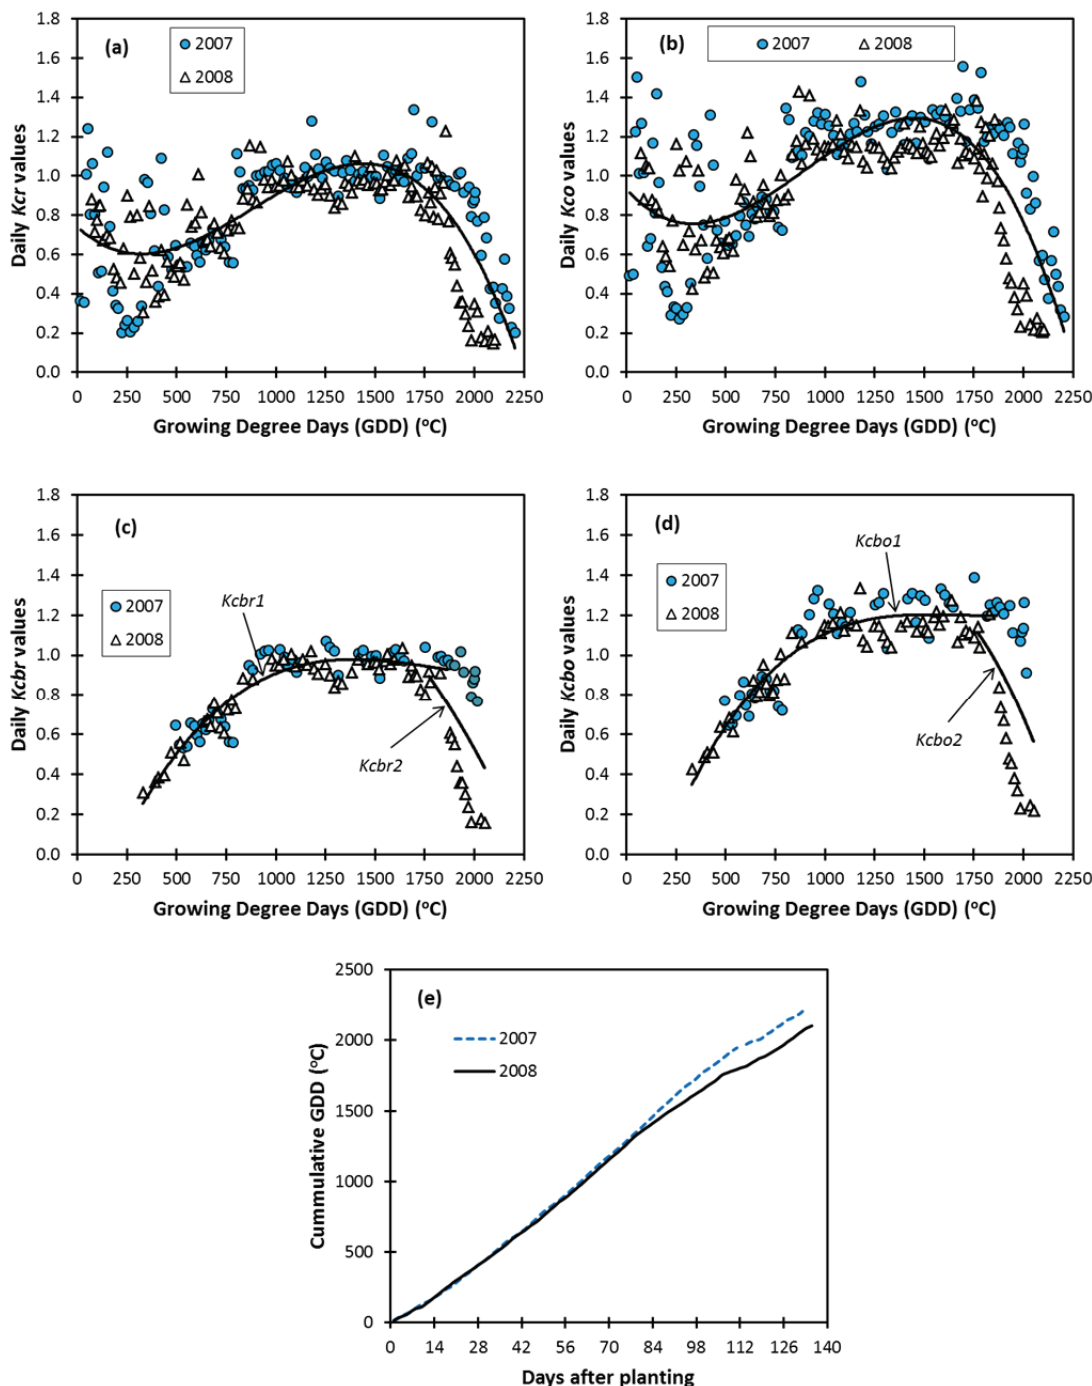 (a)
2007
2008
Daily Kcr values
1.8
1.6
1.4
1.2
1.0
0.8
0.6
0.4
0.2
0.0
0 250 500 750 1000 1250 1500 1750 2000 2250
Growing Degree Days (GDD) (°C)
(b)
2007 2008
Daily Kco values
1.8
1.6
1.4
1.2
1.0
0.8
0.6
0.4
0.2
0.0
0 250 500 750 1000 1250 1500 1750 2000 2250
Growing Degree Days (GDD) (°C)
(c)
2007
2008
Kcbr1
Kcbr2
Daily Kcbr values
1.8
1.6
1.4
1.2
1.0
0.8
0.6
0.4
0.2
0.0
0 250 500 750 1000 1250 1500 1750 2000 2250
Growing Degree Days (GDD) (°C)
(d)
2007
2008
Kcbo1
Kcbo2
Daily Kcbo values
1.8
1.6
1.4
1.2
1.0
0.8
0.6
0.4
0.2
0.0
0 250 500 750 1000 1250 1500 1750 2000 2250
Growing Degree Days (GDD) (°C)
(e)
2007
2008
Cummulative GDD (°C)
2500
2000
1500
1000
500
0
0 14 28 42 56 70 84 98 112 126 140
Days after planting